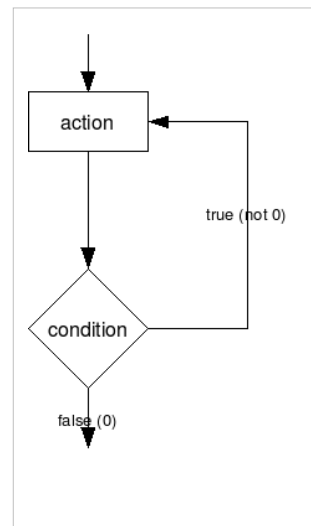 action
true (not 0)
condition
false (0)